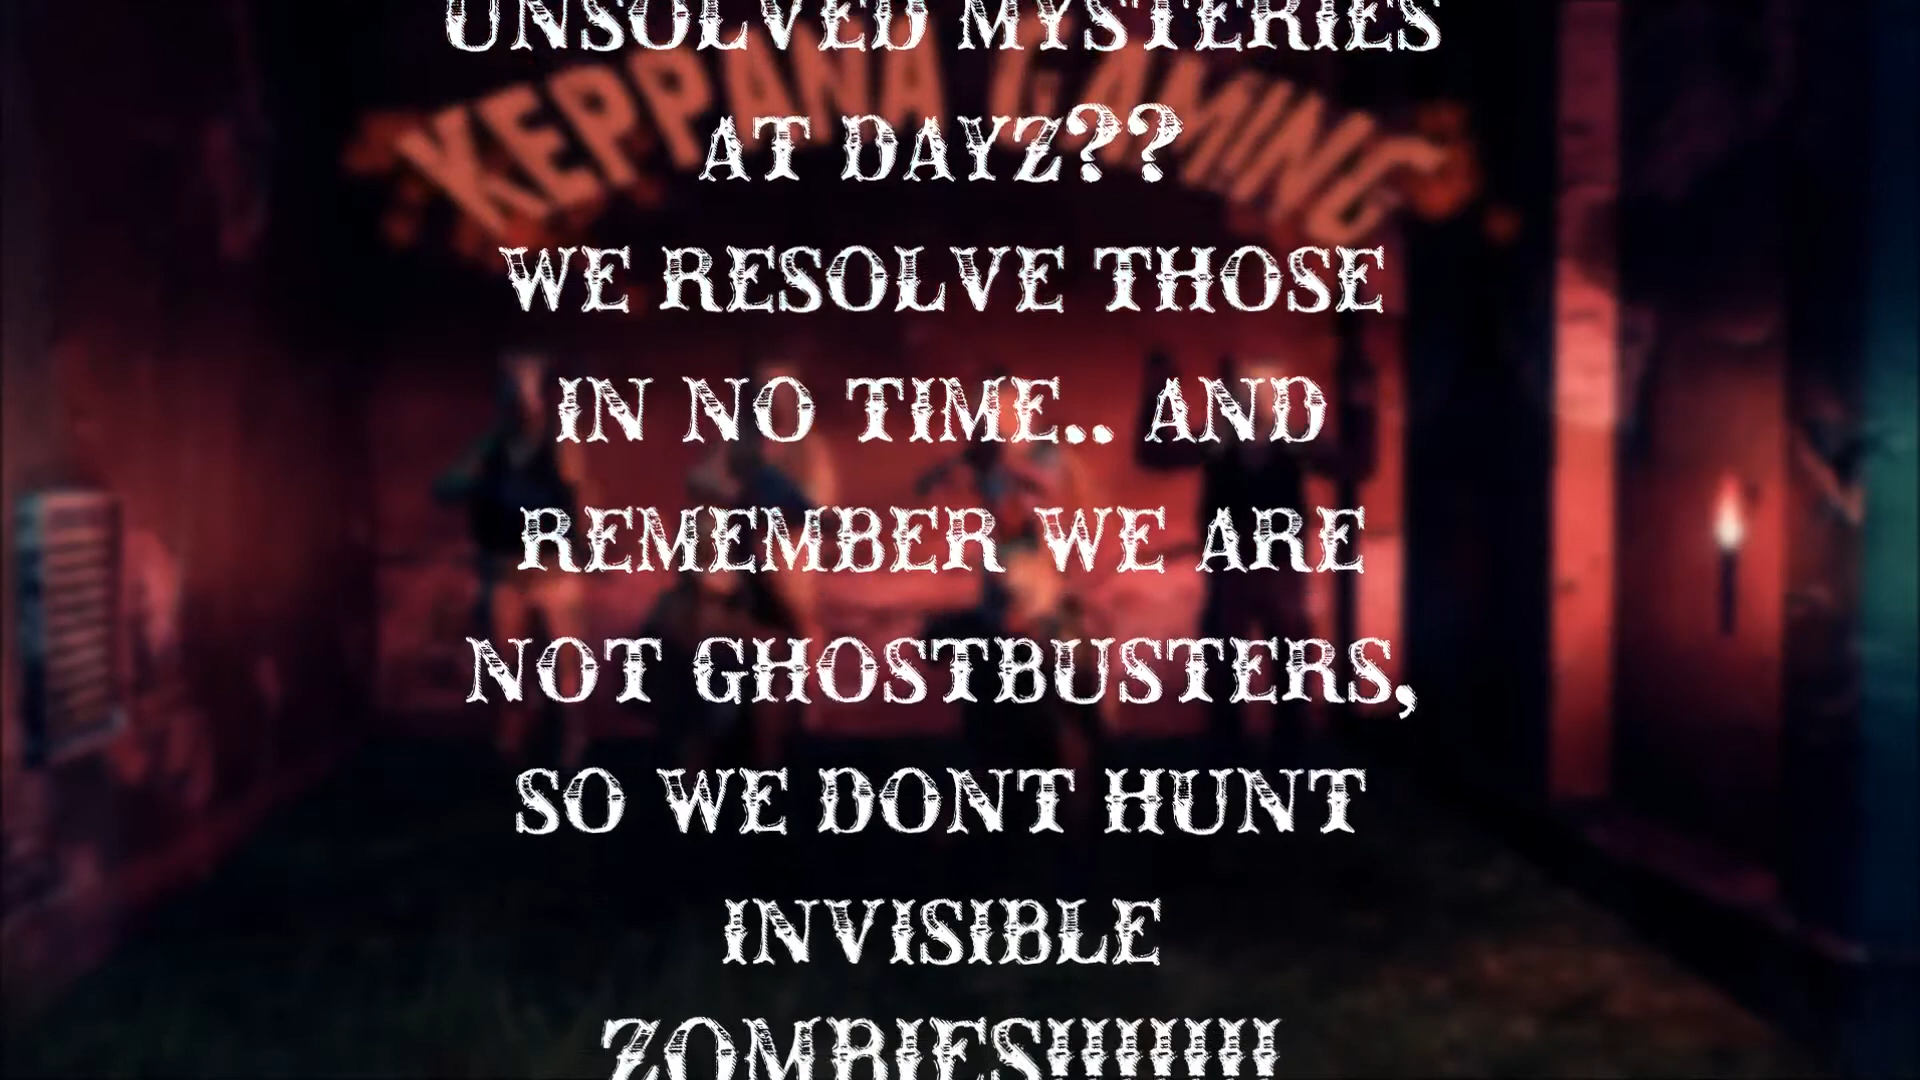 UNSOLVED MYSTERIES
KEPPANA GAMING
AT DAYZ??
WE RESOLVE THOSE
IN NO TIME.. AND
REMEMBER WE ARE
NOT GHOSTBUSTERS,
SO WE DONT HUNT
INVISIBLE
ZOMBIES!!!!!!!!